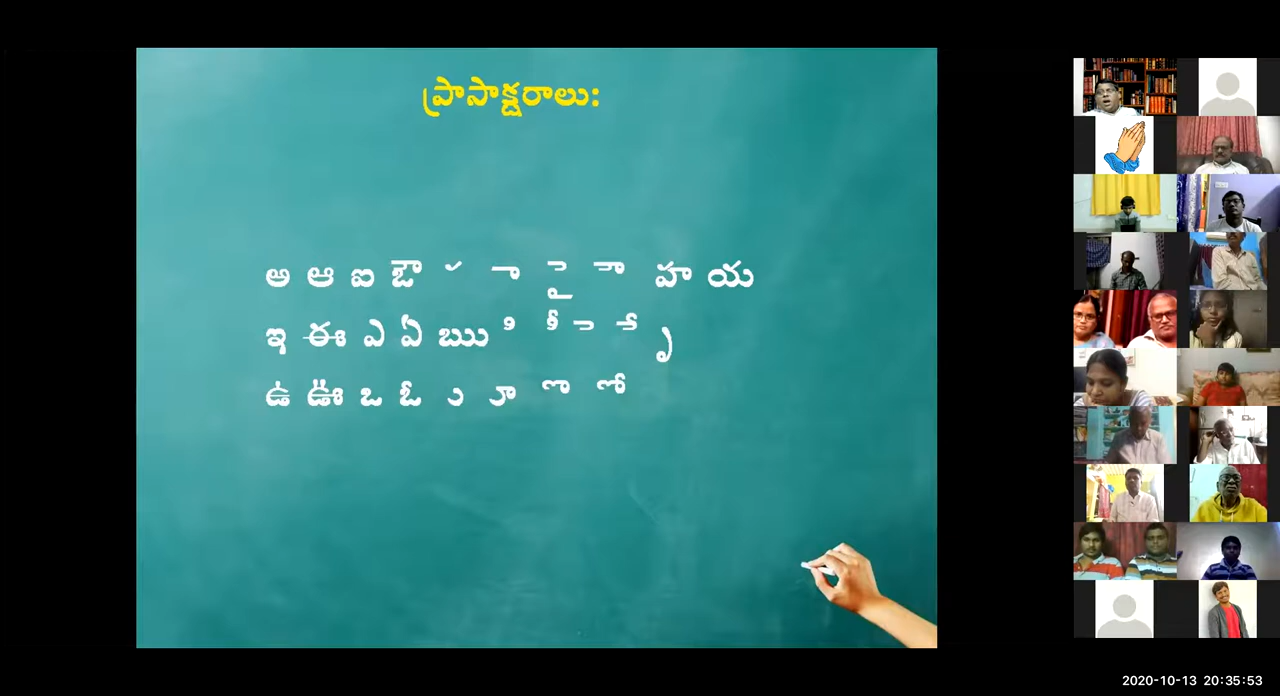 ప్రాపాక్షరాలు:
అ ఆ ఐ ఔ ్ ా ై ౌ హ య
ఇ ఈ ఎ ఏ ఋ ి ీ ె ే ృ
ఉ ఊ ఒ ఓ ు ూ ొ ో
2020-10-13 20:35:53